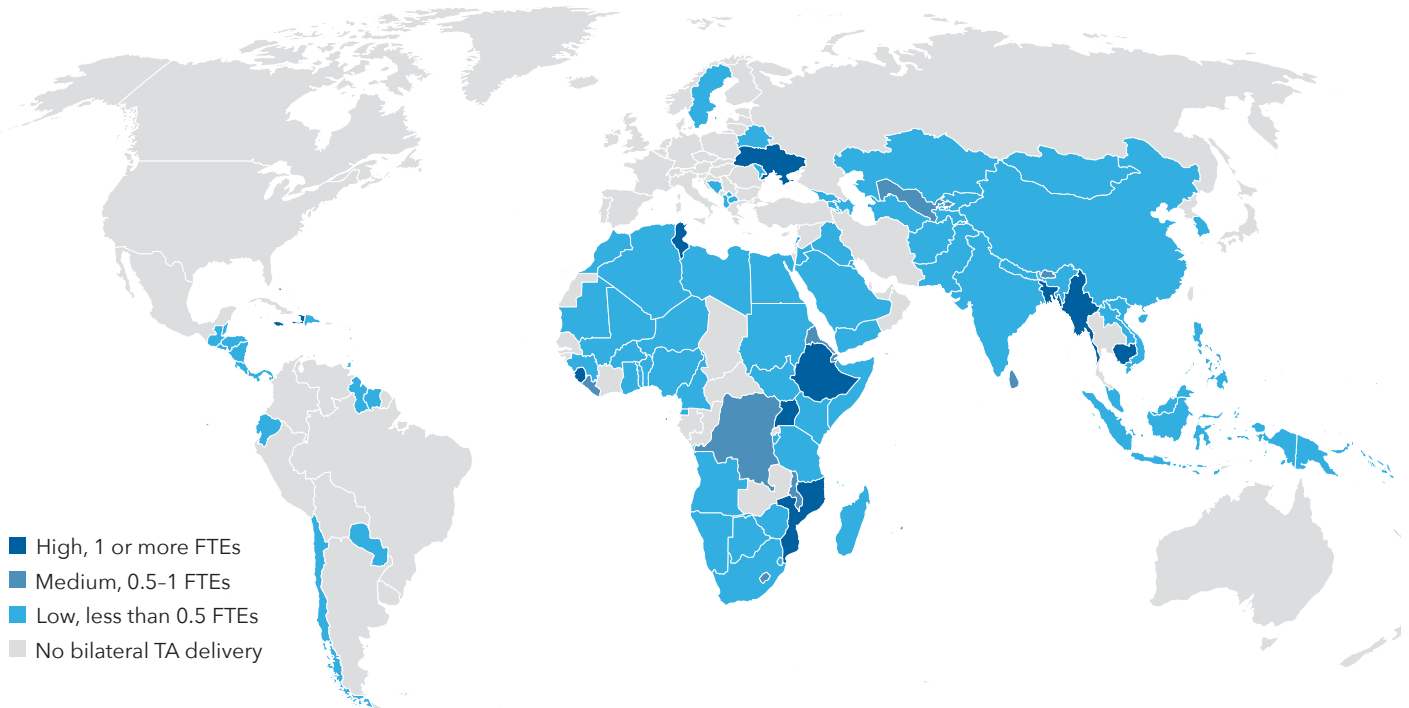 High, 1 or more FTEs
Medium, 0.5–1 FTEs
Low, less than 0.5 FTEs
No bilateral TA delivery